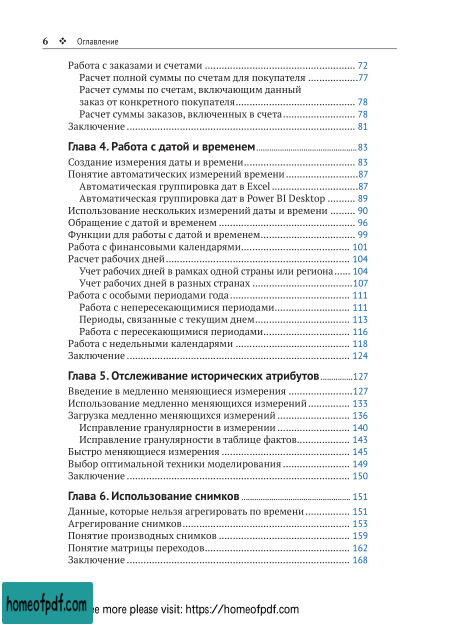 6 ❖ Оглавление
Работа с заказами и счетами ........................................................ 72
Расчет полной суммы по счетам для покупателя ..................77
Расчет суммы по счетам, включающим данный
заказ от конкретного покупателя............................................. 78
Расчет суммы заказов, включенных в счета........................... 78
Заключение .................................................................................... 81
Глава 4. Работа с датой и временем................................................83
Создание измерения даты и времени......................................... 83
Понятие автоматических измерений времени...........................87
Автоматическая группировка дат в Excel................................87
Автоматическая группировка дат в Power BI Desktop .......... 89
Использование нескольких измерений даты и времени ......... 90
Обращение с датой и временем ................................................... 96
Функции для работы с датой и временем................................... 99
Работа с финансовыми календарями......................................... 101
Расчет рабочих дней..................................................................... 104
Учет рабочих дней в рамках одной страны или региона...... 104
Учет рабочих дней в разных странах .....................................107
Работа с особыми периодами года............................................. 111
Работа с непересекающимися периодами............................ 111
Периоды, связанные с текущим днем................................... 113
Работа с пересекающимися периодами................................ 116
Работа с недельными календарями ........................................... 118
Заключение ................................................................................... 124
Глава 5. Отслеживание исторических атрибутов...............127
Введение в медленно меняющиеся измерения ........................127
Использование медленно меняющихся измерений............... 133
Загрузка медленно меняющихся измерений ........................... 136
Исправление гранулярности в измерении ........................... 140
Исправление гранулярности в таблице фактов.................... 143
Быстро меняющиеся измерения ................................................ 145
Выбор оптимальной техники моделирования ......................... 149
Заключение ................................................................................... 150
Глава 6. Использование снимков .................................................. 151
Данные, которые нельзя агрегировать по времени................ 151
Агрегирование снимков............................................................... 153
Понятие производных снимков ................................................. 159
Понятие матрицы переходов...................................................... 162
Заключение ................................................................................... 168
homeofpdf.com
ee more please visit: https://homeofpdf.com